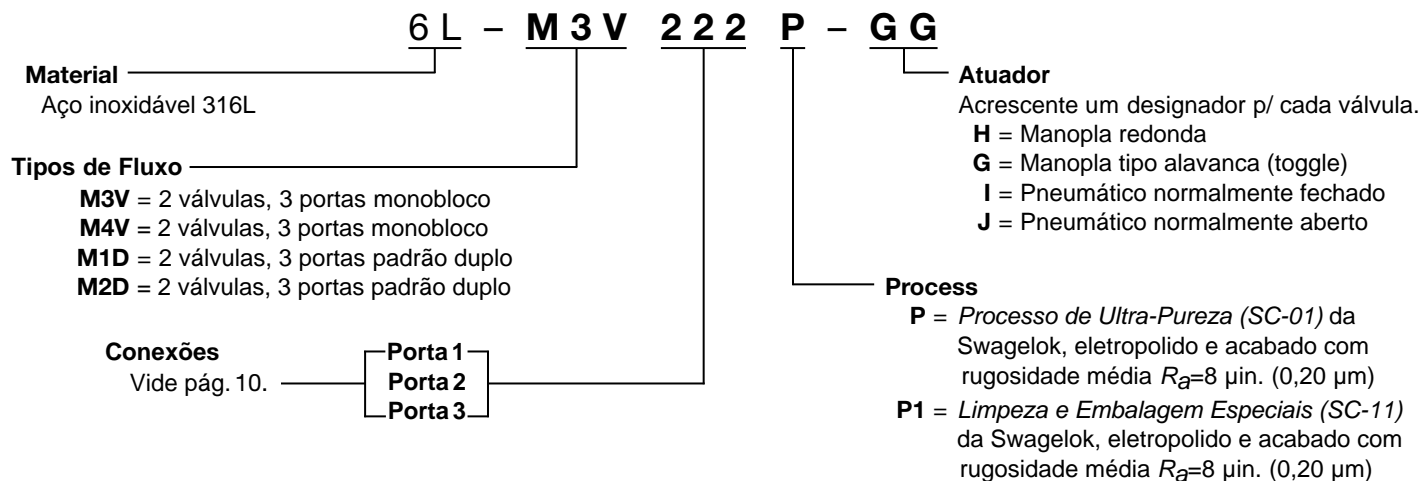 6 L – M 3 V 2 2 2 P – G G
Material
Aço inoxidável 316L
Tipos de Fluxo
M3V = 2 válvulas, 3 portas monobloco
M4V = 2 válvulas, 3 portas monobloco
M1D = 2 válvulas, 3 portas padrão duplo
M2D = 2 válvulas, 3 portas padrão duplo
Conexões
Vide pág. 10.
Porta 1
Porta 2
Porta 3
Atuador
Acrescente um designador p/ cada válvula.
H = Manopla redonda
G = Manopla tipo alavanca (toggle)
I = Pneumático normalmente fechado
J = Pneumático normalmente aberto
Process
P = Processo de Ultra-Pureza (SC-01) da
Swagelok, eletropolido e acabado com
rugosidade média Ra=8 µin. (0,20 µm)
P1 = Limpeza e Embalagem Especiais (SC-11)
da Swagelok, eletropolido e acabado com
rugosidade média Ra=8 µin. (0,20 µm)